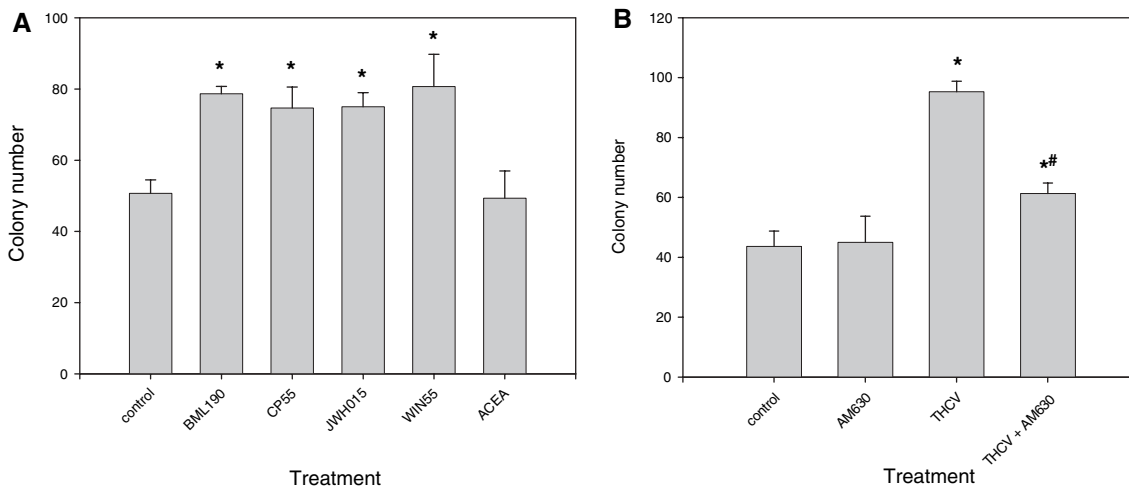 A
Colony number
100
80
60
40
20
0
* * * *
control BML190 CP55 JWH015 WIN55 ACEA
Treatment
B
Colony number
120
100
80
60
40
20
0
*
*#
control AM630 THCV THCV + AM630
Treatment